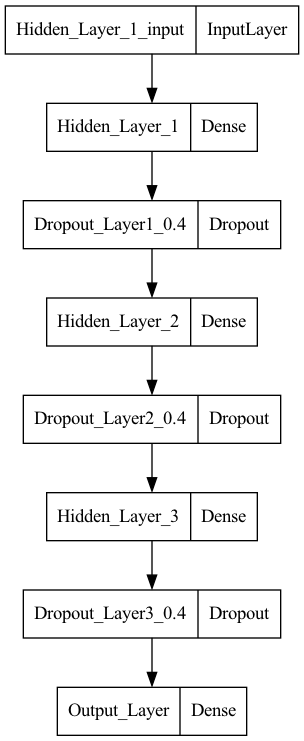 Hidden_Layer_1_input InputLayer
Hidden_Layer_1 Dense
Dropout_Layer1_0.4 Dropout
Hidden_Layer_2 Dense
Dropout_Layer2_0.4 Dropout
Hidden_Layer_3 Dense
Dropout_Layer3_0.4 Dropout
Output_Layer Dense